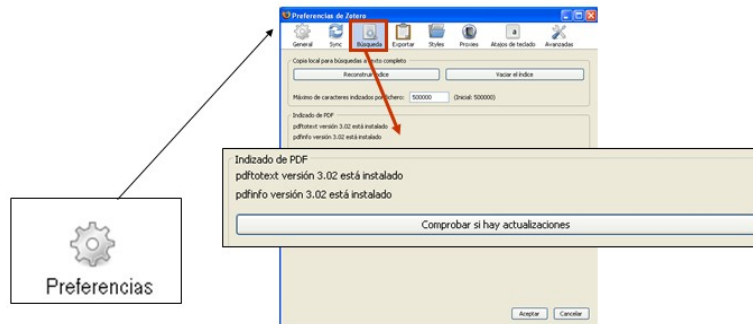 Preferencias de Zotero
General Sync Búsqueda Exportar Styles Proxies Atajos de teclado Avanzadas
Copia local para búsquedas a texto completo
Reconstruir índice Vaciar el índice
Máximo de caracteres indizados por fichero: 500000 (Inicial: 500000)
Indizado de PDF
pdftotext versión 3.02 está instalado
pdfinfo versión 3.02 está instalado
Indizado de PDF
pdftotext versión 3.02 está instalado
pdfinfo versión 3.02 está instalado
Comprobar si hay actualizaciones
Preferencias
Aceptar Cancelar